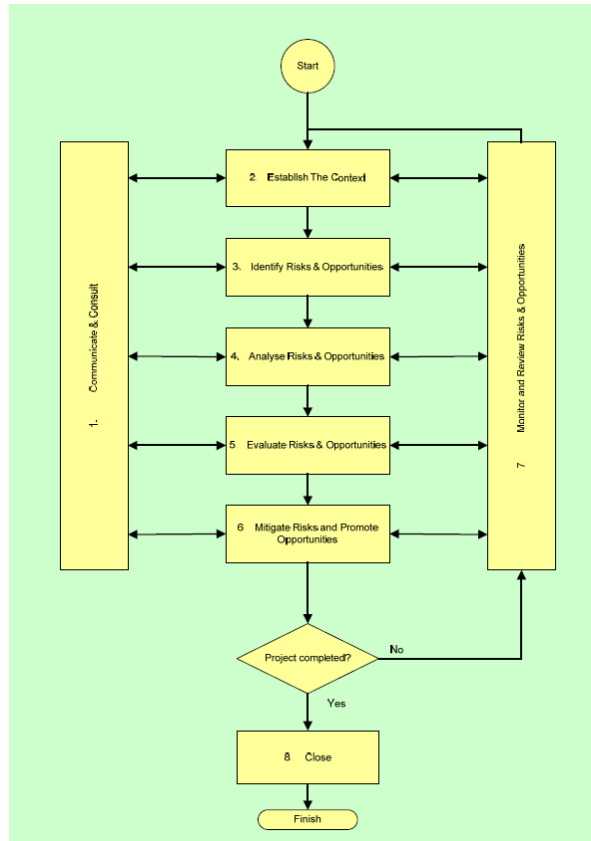 Start
2 Establish The Context
3. Identify Risks & Opportunities
4. Analyse Risks & Opportunities
5 Evaluate Risks & Opportunities
6 Mitigate Risks and Promote
Opportunities
1. Communicate & Consult
7 Monitor and Review Risks & Opportunities
Project completed?
No
Yes
8 Close
Finish